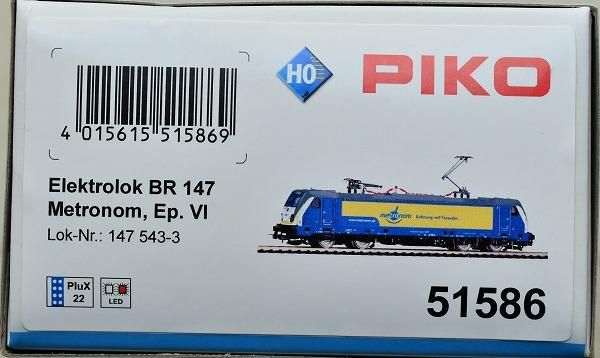 H0
PIKO
4 015615 515869
Elektrolok BR 147
Metronom, Ep. VI
Lok-Nr.: 147 543-3
metronom
PluX
22
LED
51586